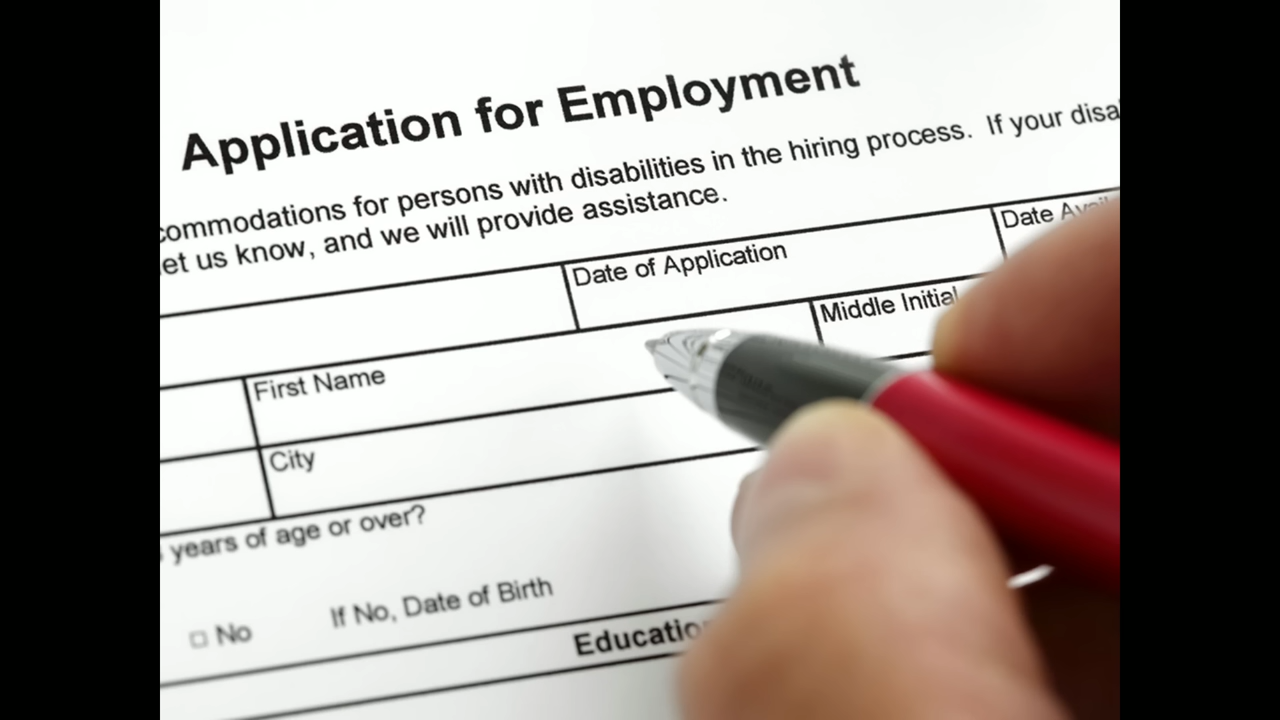 Application for Employment
commodations for persons with disabilities in the hiring process. If your disa
et us know, and we will provide assistance.
Date of Application
Date Avail
First Name
Middle Initial
City
years of age or over?
No
If No, Date of Birth
Educatio